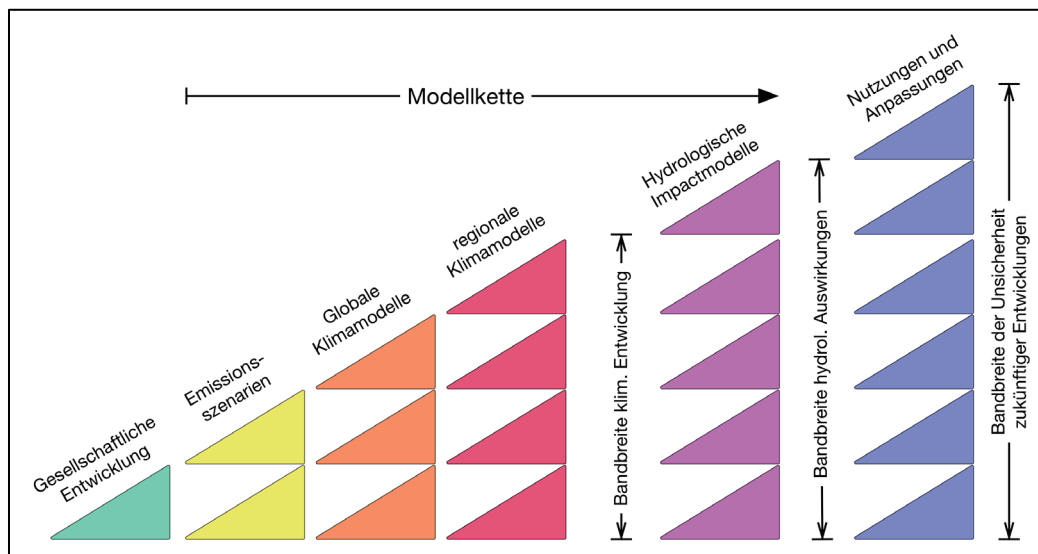 Modellkette
Gesellschaftliche
Entwicklung
Emissions-
szenarien
Globale
Klimamodelle
regionale
Klimamodelle
Bandbreite klim. Entwicklung
Hydrologische
Impactmodelle
Bandbreite hydrol. Auswirkungen
Nutzungen und
Anpassungen
Bandbreite der Unsicherheit
zukünftiger Entwicklungen